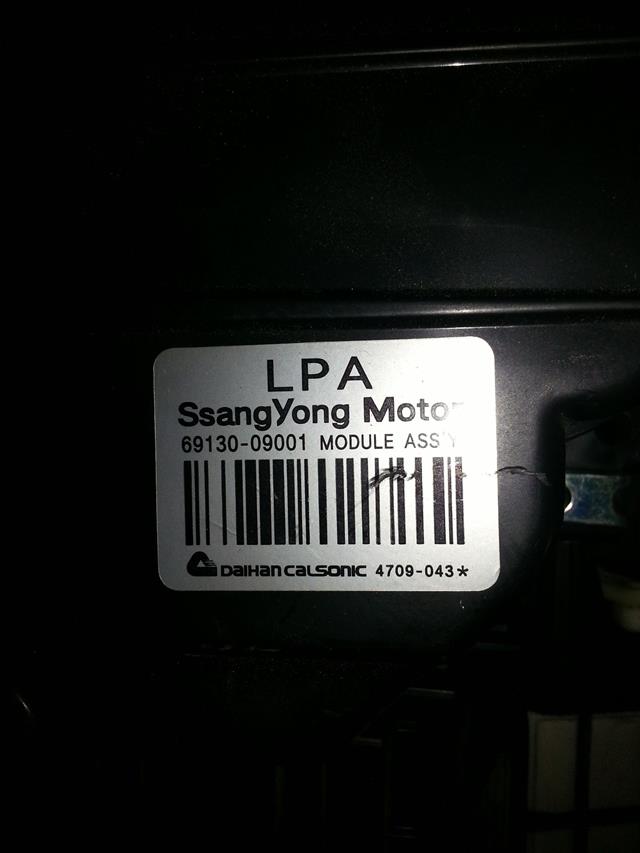 LPA
SsangYong Motor
69130-09001 MODULE ASS'Y
DAIHAN CALSONIC 4709-043*